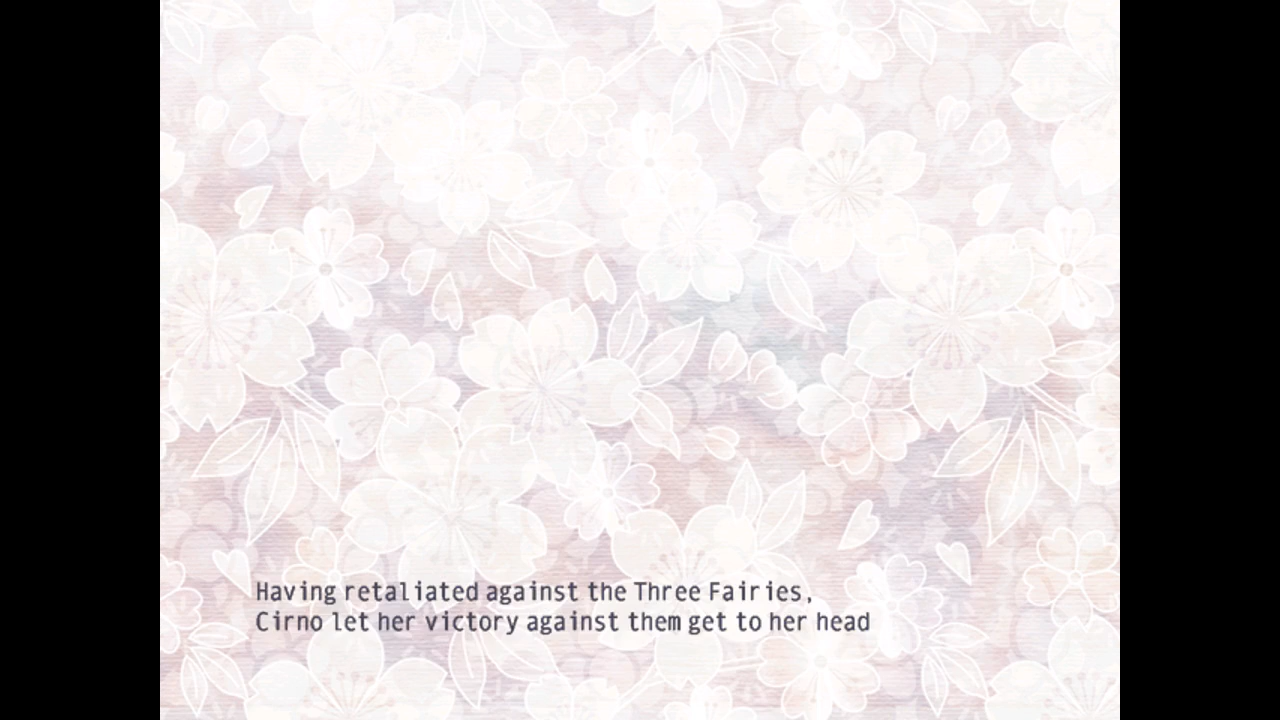 Having retaliated against the Three Fairies,
Cirno let her victory against them get to her head